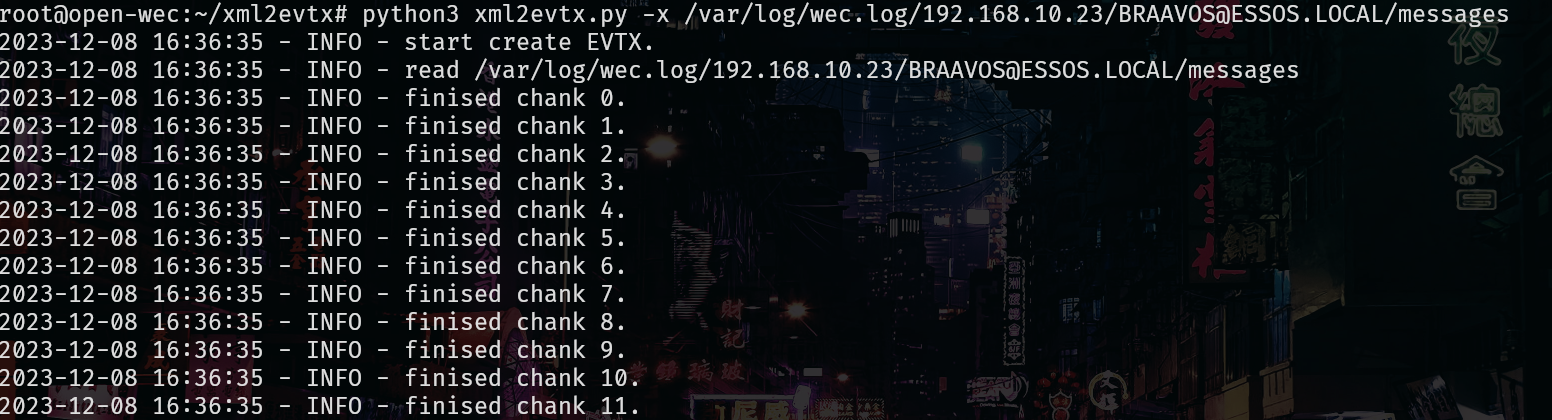 root@open-wec:~/xml2evtx# python3 xml2evtx.py -x /var/log/wec.log/192.168.10.23/BRAAVOS@ESSOS.LOCAL/messages
2023-12-08 16:36:35 - INFO - start create EVTX.
2023-12-08 16:36:35 - INFO - read /var/log/wec.log/192.168.10.23/BRAAVOS@ESSOS.LOCAL/messages
2023-12-08 16:36:35 - INFO - finised chank 0.
2023-12-08 16:36:35 - INFO - finised chank 1.
2023-12-08 16:36:35 - INFO - finised chank 2.
2023-12-08 16:36:35 - INFO - finised chank 3.
2023-12-08 16:36:35 - INFO - finised chank 4.
2023-12-08 16:36:35 - INFO - finised chank 5.
2023-12-08 16:36:35 - INFO - finised chank 6.
2023-12-08 16:36:35 - INFO - finised chank 7.
2023-12-08 16:36:35 - INFO - finised chank 8.
2023-12-08 16:36:35 - INFO - finised chank 9.
2023-12-08 16:36:35 - INFO - finised chank 10.
2023-12-08 16:36:35 - INFO - finised chank 11.
夜總會
財記